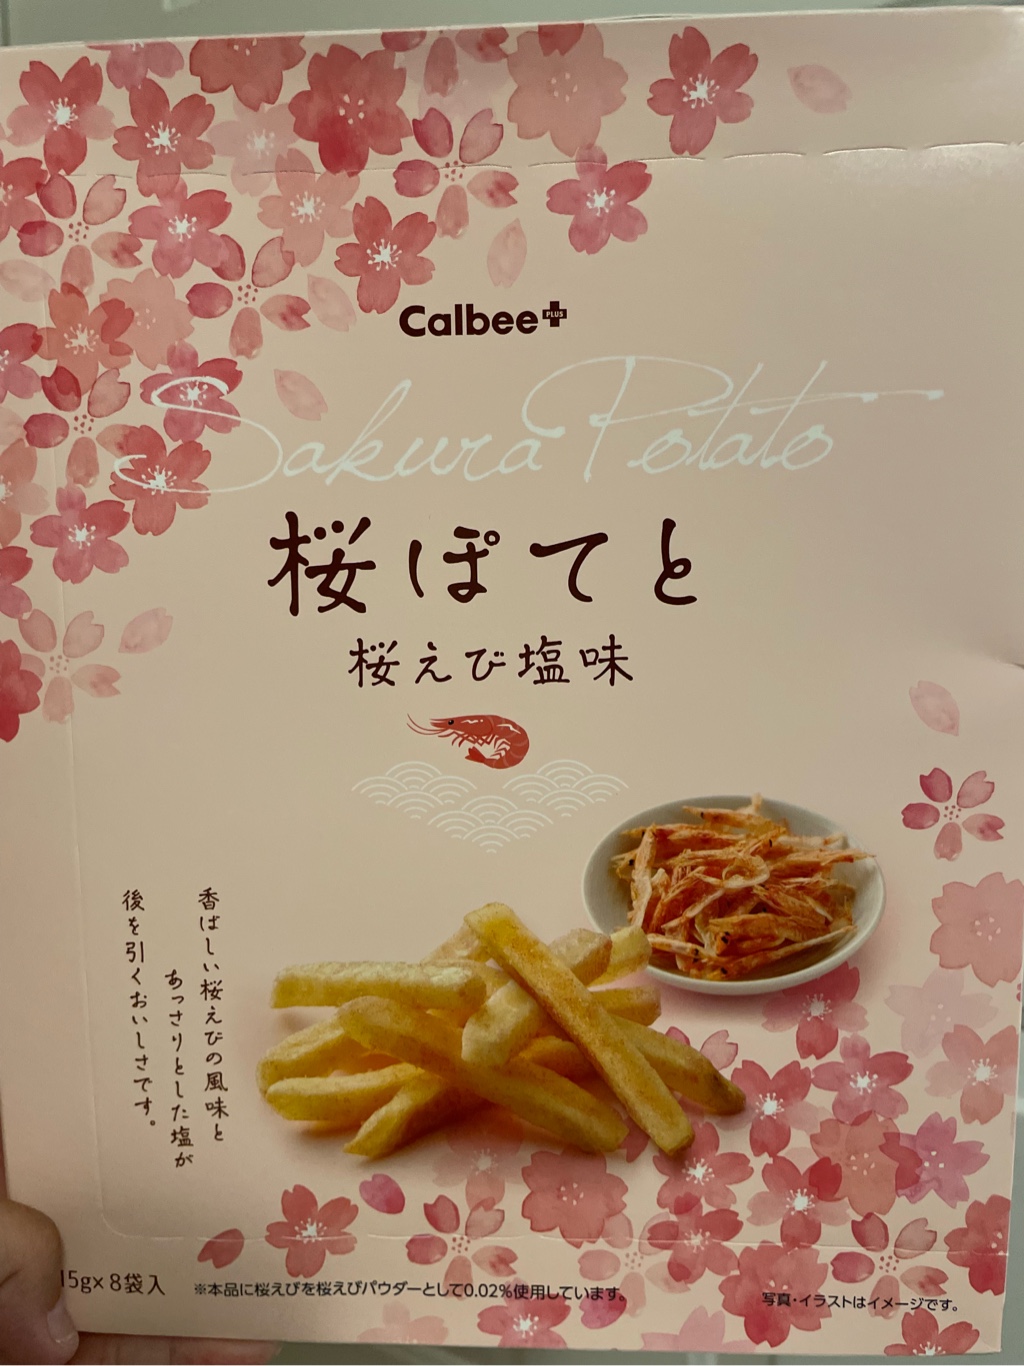 Calbee PLUS
Sakura Potato
桜ぽてと
桜えび塩味
香ばしい桜えびの風味と
あっさりとした塩が
後を引くおいしさです。
15g×8袋入
※本品に桜えびを桜えびパウダーとして0.02%使用しています。
写真・イラストはイメージです。